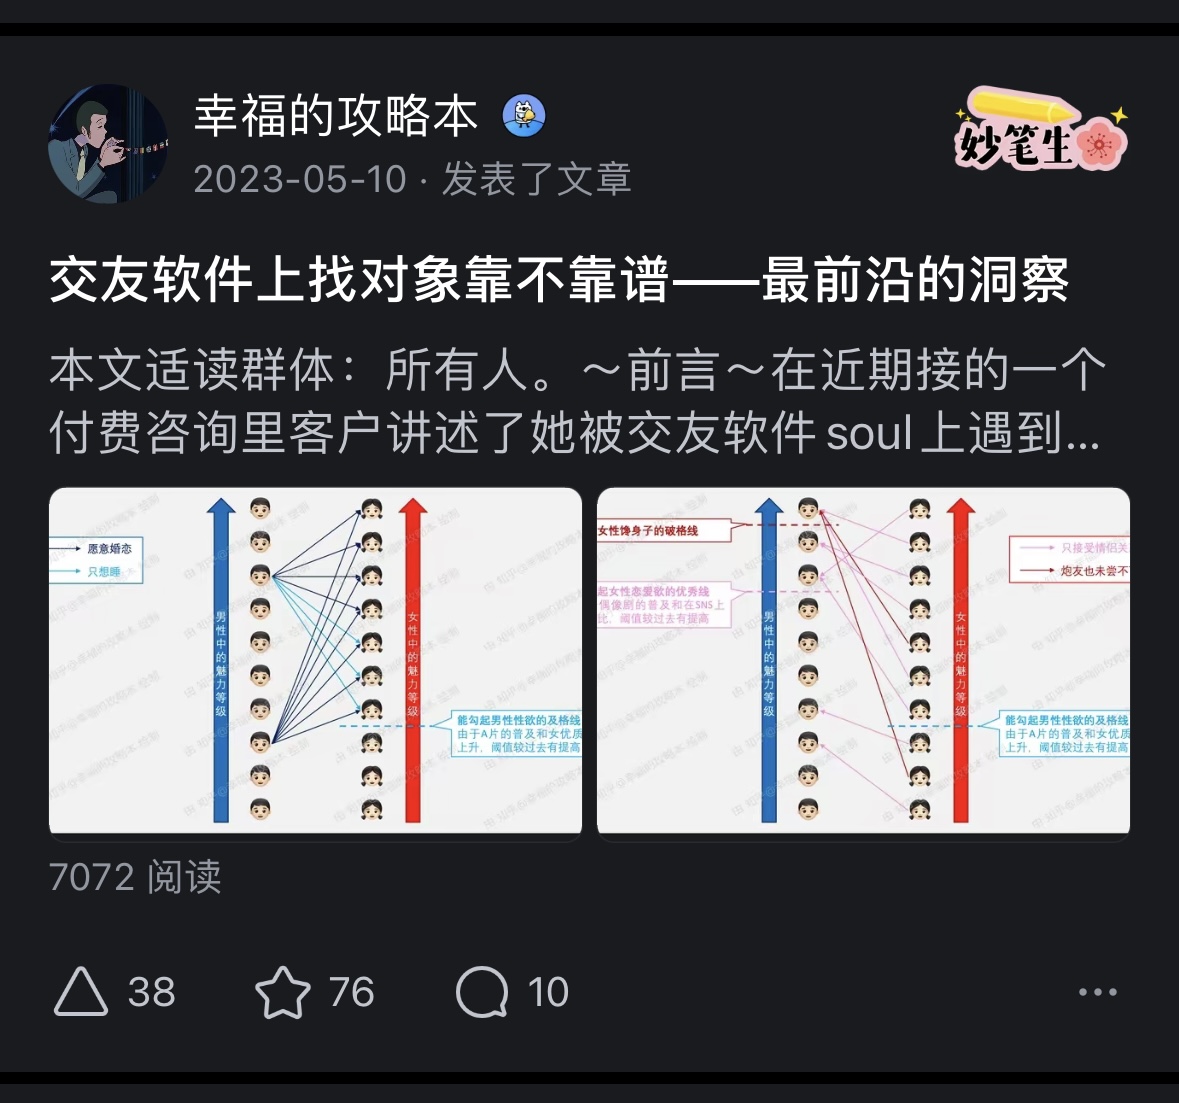 幸福的攻略本
2023-05-10 · 发表了文章
妙笔生
交友软件上找对象靠不靠谱——最前沿的洞察
本文适读群体：所有人。～前言～在近期接的一个
付费咨询里客户讲述了她被交友软件 soul 上遇到...
愿意婚恋
只想睡
男性中的魅力等级
女性中的魅力等级
能勾起男性性欲的及格线
由于A片的普及和女优质
上升，阈值较过去有提高
女性馋身子的破格线
起女性恋爱欲的优秀线
偶像剧的普及和在SNS上
比，阈值较过去有提高
男性中的魅力等级
女性中的魅力等级
只接受情侣关
炮友也未尝不
能勾起男性性欲的及格线
由于A片的普及和女优质
上升，阈值较过去有提高
7072 阅读
38
76
10